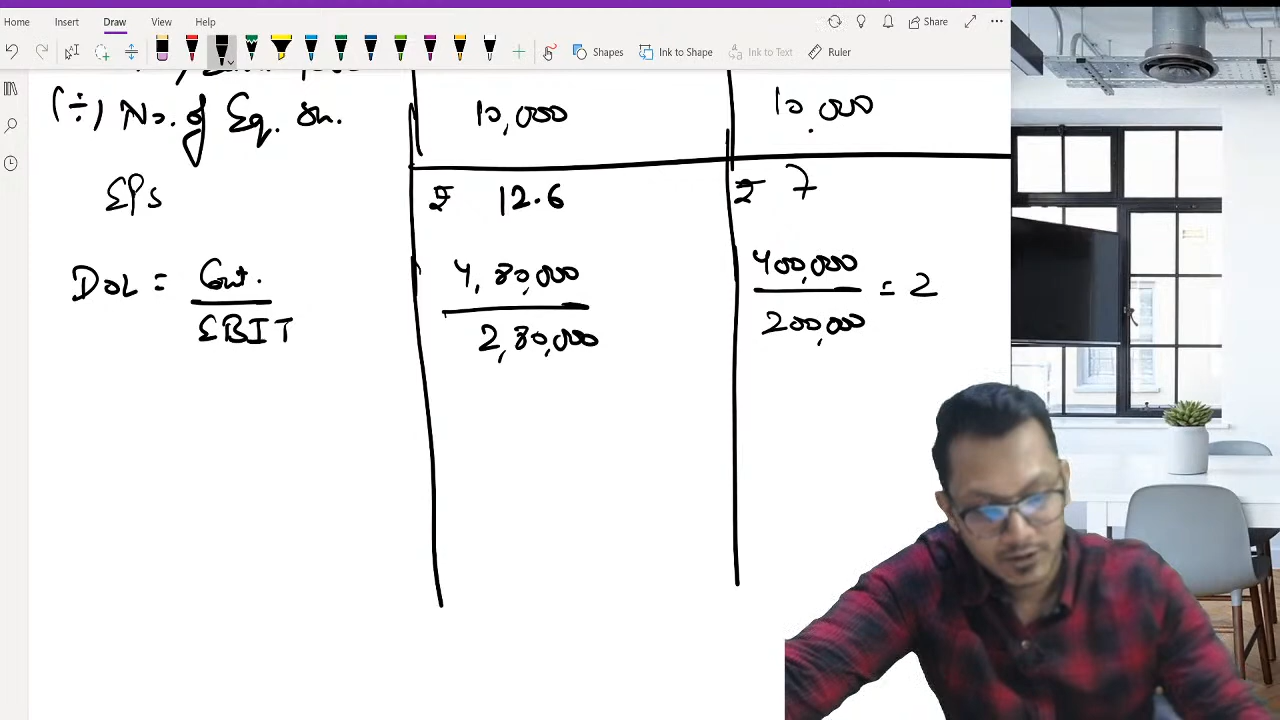 Home Insert Draw View Help Share
Shapes Ink to Shape Ink to Text Ruler
(÷) No. of Eq. Sh. 10,000 10,000
EPS ₹ 12.6 ₹ 7
DOL = Cont. / EBIT 4,80,000 / 2,80,000 400,000 / 200,000 = 2